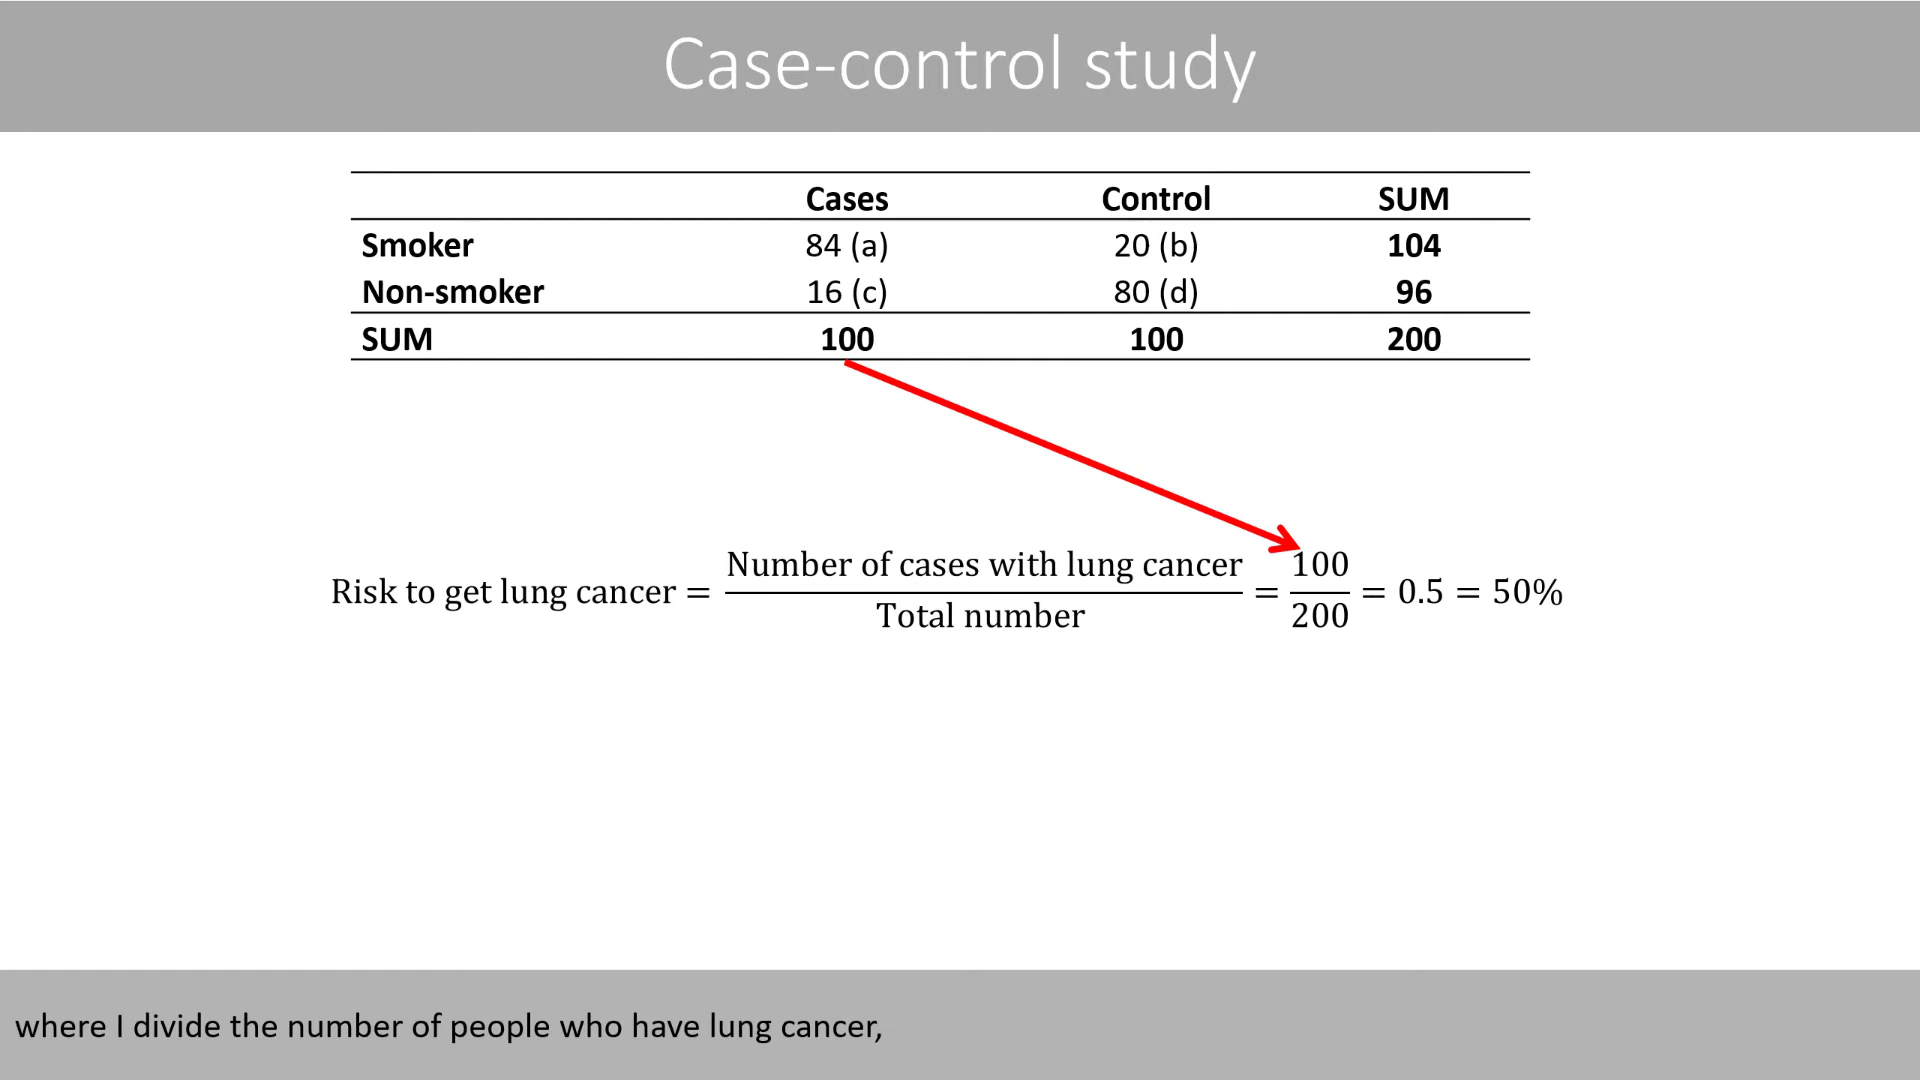 Case-control study
Cases Control SUM
Smoker 84 (a) 20 (b) 104
Non-smoker 16 (c) 80 (d) 96
SUM 100 100 200
Risk to get lung cancer = Number of cases with lung cancer / Total number = 100 / 200 = 0.5 = 50%
where I divide the number of people who have lung cancer,